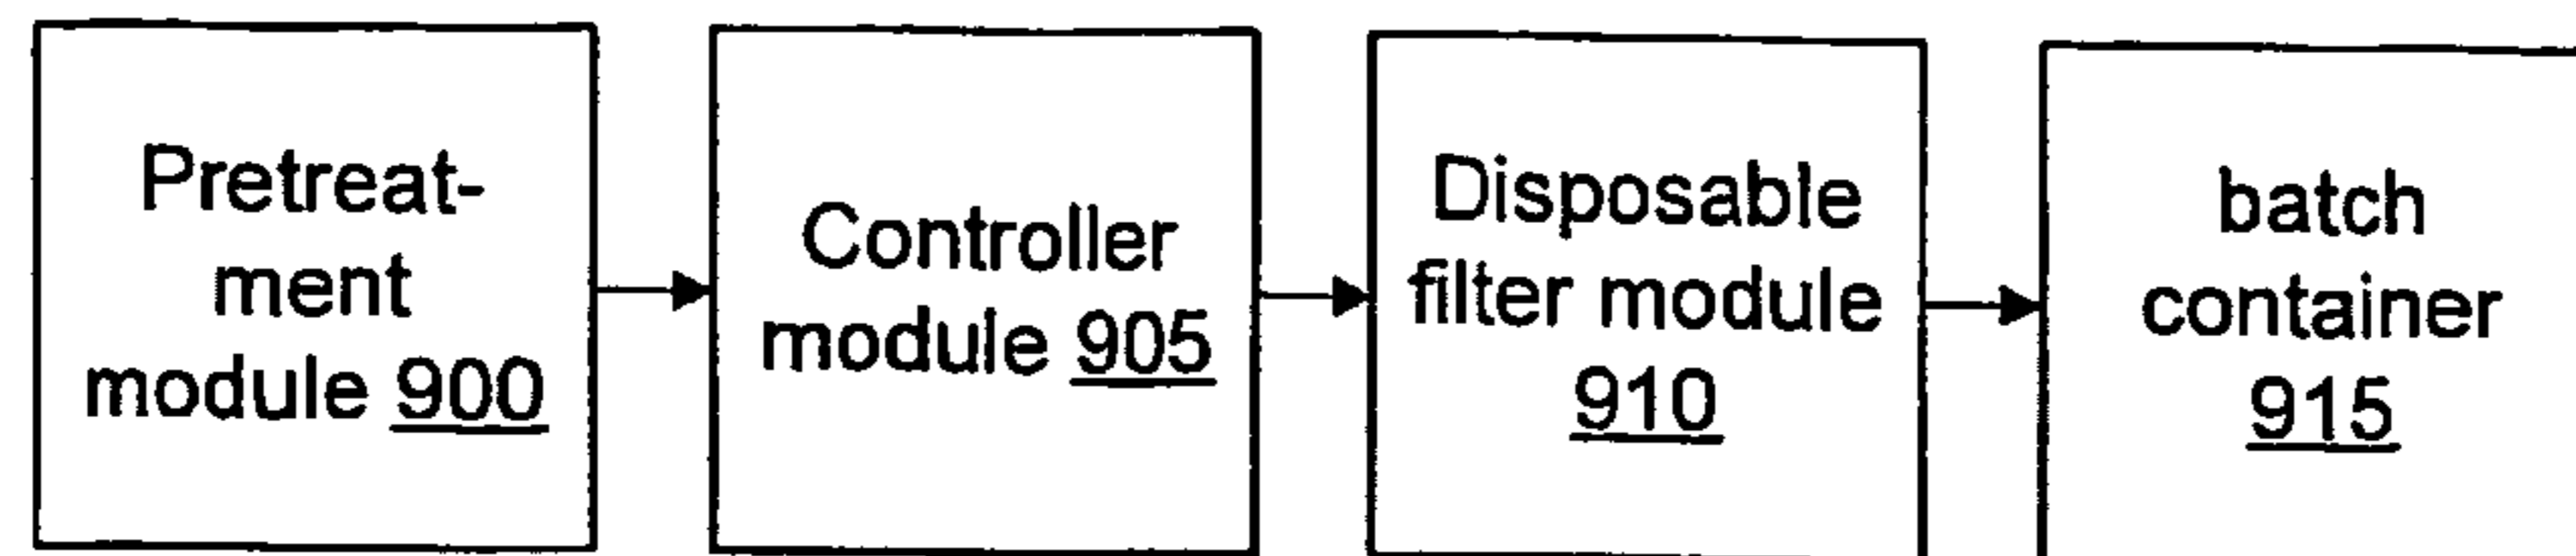 Pretreat-
ment
module 900
Controller
module 905
Disposable
filter module
910
batch
container
915